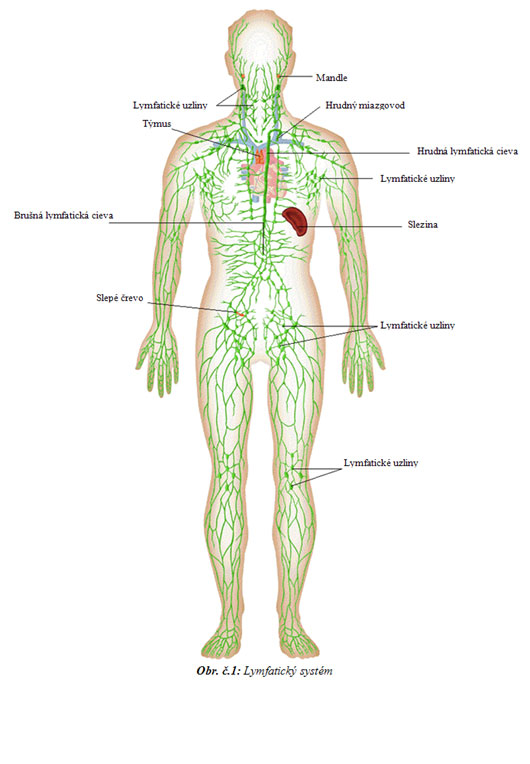 Mandle
Lymfatické uzliny
Hrudný miazgovod
Týmus
Hrudná lymfatická cieva
Lymfatické uzliny
Brušná lymfatická cieva
Slezina
Slepé črevo
Lymfatické uzliny
Lymfatické uzliny
Obr. č.1: Lymfatický systém